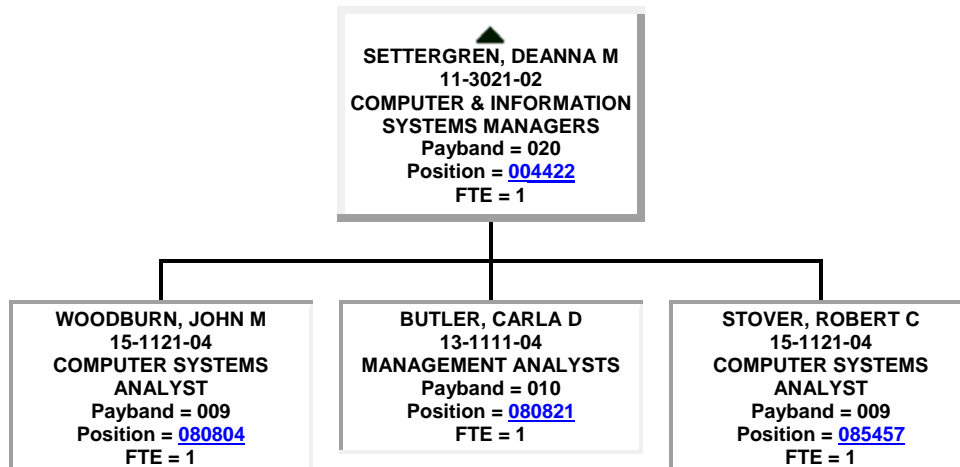 SETTERGREN, DEANNA M
11-3021-02
COMPUTER & INFORMATION
SYSTEMS MANAGERS
Payband = 020
Position = 004422
FTE = 1
WOODBURN, JOHN M
15-1121-04
COMPUTER SYSTEMS
ANALYST
Payband = 009
Position = 080804
FTE = 1
BUTLER, CARLA D
13-1111-04
MANAGEMENT ANALYSTS
Payband = 010
Position = 080821
FTE = 1
STOVER, ROBERT C
15-1121-04
COMPUTER SYSTEMS
ANALYST
Payband = 009
Position = 085457
FTE = 1